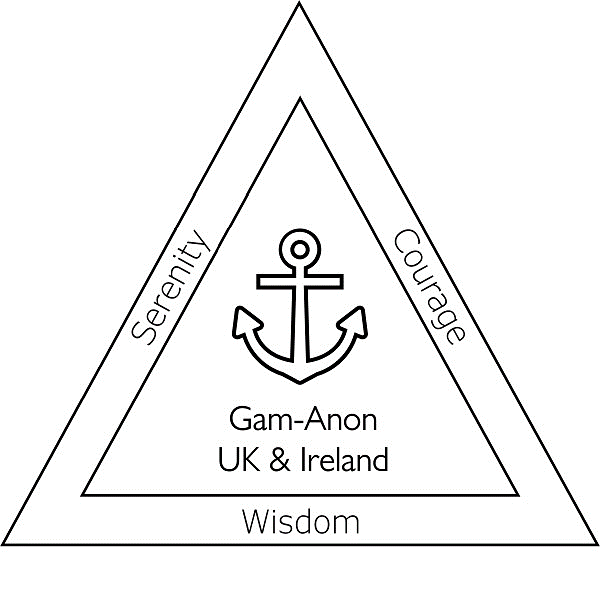 Serenity
Courage
Gam-Anon
UK & Ireland
Wisdom